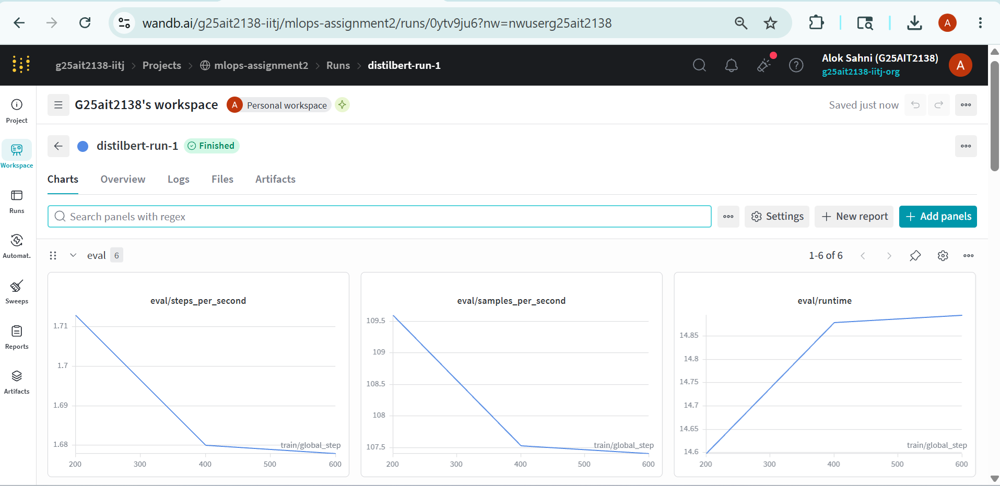 wandb.ai/g25ait2138-iitj/mlops-assignment2/runs/0ytv9ju6?nw=nwuserg25ait2138
A
g25ait2138-iitj > Projects > mlops-assignment2 > Runs > distilbert-run-1
Alok Sahni (G25AIT2138)
g25ait2138-iitj-org
A
Project
Workspace
Runs
Automat.
Sweeps
Reports
Artifacts
G25ait2138's workspace
A Personal workspace
Saved just now
distilbert-run-1 Finished
Charts Overview Logs Files Artifacts
Search panels with regex
Settings
New report
Add panels
eval 6
1-6 of 6
eval/steps_per_second
1.71
1.7
1.69
1.68
train/global_step
200 300 400 500 600
eval/samples_per_second
109.5
109
108.5
108
107.5
train/global_step
200 300 400 500 600
eval/runtime
14.85
14.8
14.75
14.7
14.65
14.6
train/global_step
200 300 400 500 600